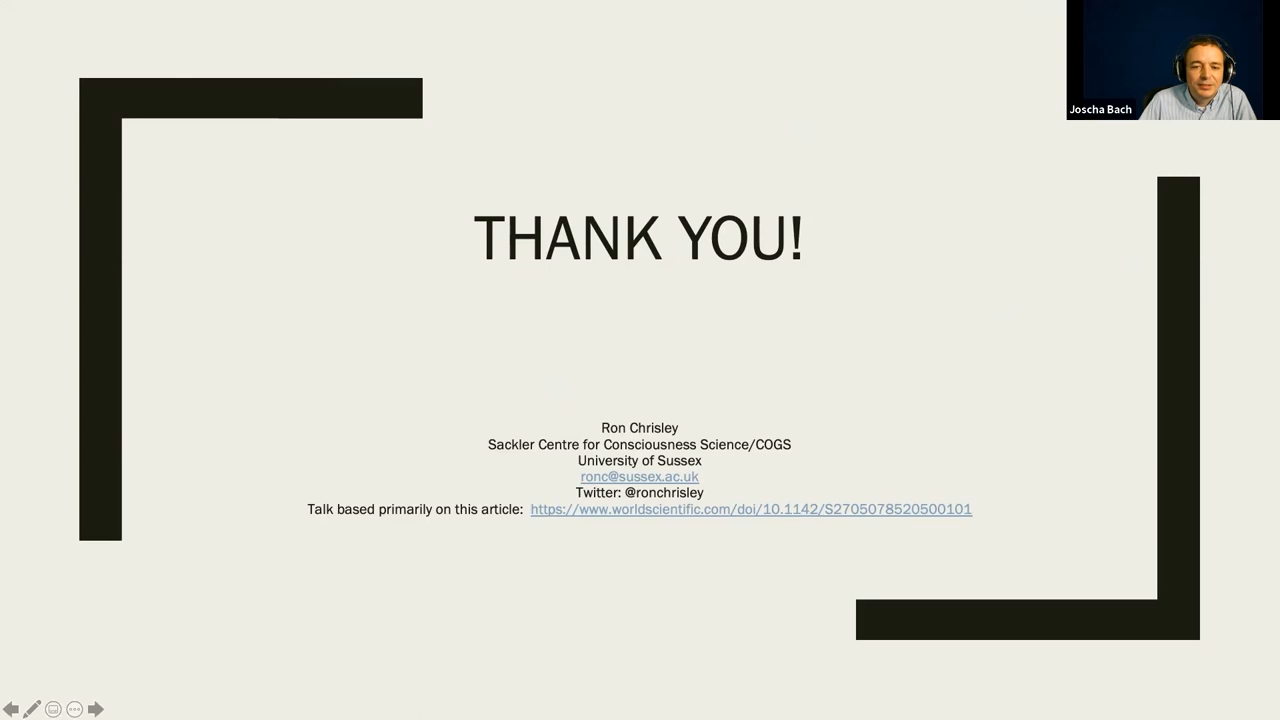 Joscha Bach
THANK YOU!
Ron Chrisley
Sackler Centre for Consciousness Science/COGS
University of Sussex
ronc@sussex.ac.uk
Twitter: @ronchrisley
Talk based primarily on this article: https://www.worldscientific.com/doi/10.1142/S2705078520500101